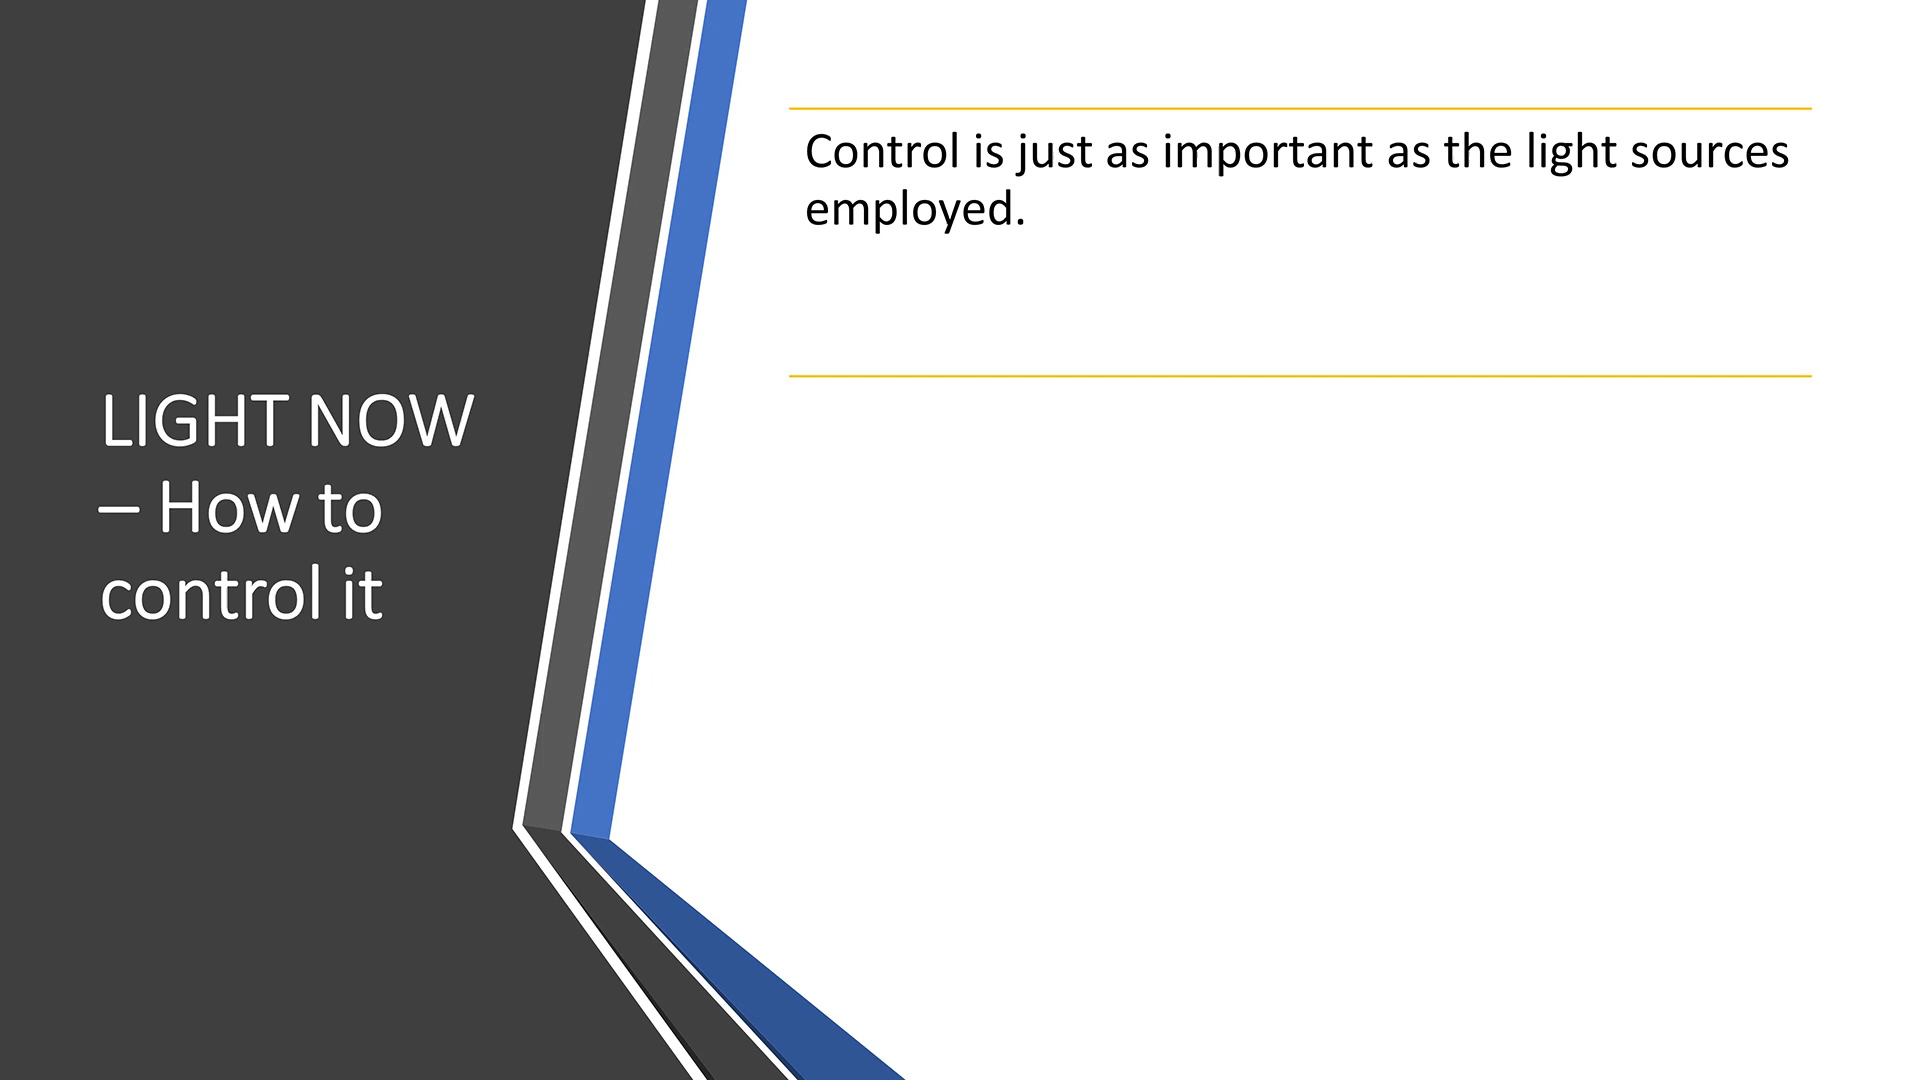 LIGHT NOW
– How to
control it
Control is just as important as the light sources
employed.